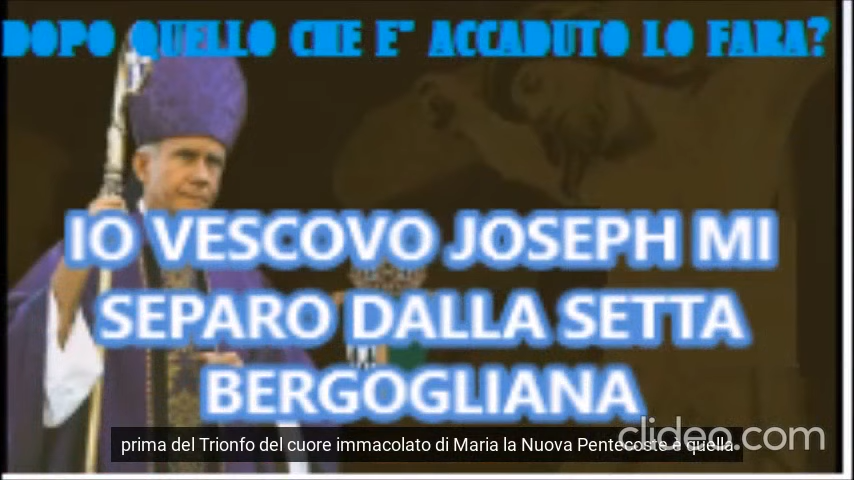 DOPO QUELLO CHE E' ACCADUTO LO FARA?
IO VESCOVO JOSEPH MI
SEPARO DALLA SETTA
BERGOGLIANA
prima del Trionfo del cuore immacolato di Maria la Nuova Pentecoste è quella
clideo.com